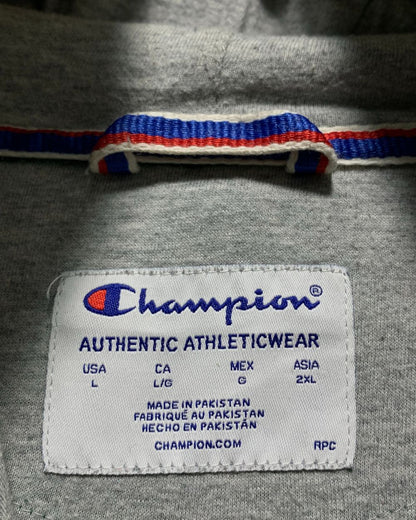 Champion®
AUTHENTIC ATHLETICWEAR
USA CA MEX ASIA
L L/G G 2XL
MADE IN PAKISTAN
FABRIQUÉ AU PAKISTAN
HECHO EN PAKISTÁN
CHAMPION.COM RPC